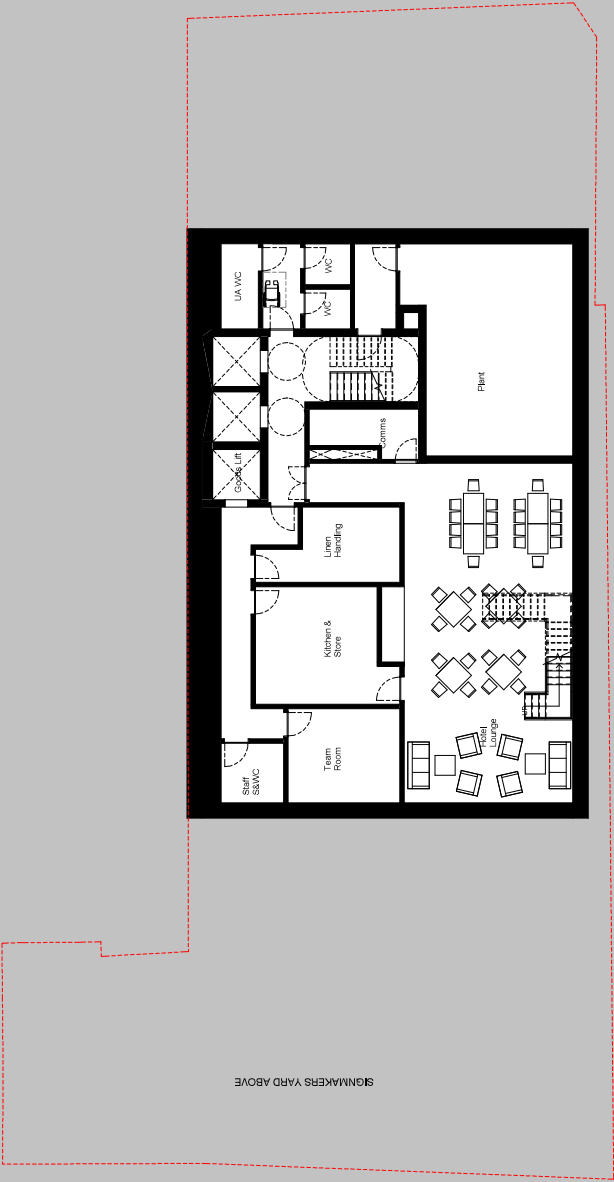 UA WC
WC
WC
Plant
Comms
Goods Lift
Linen
Handling
Kitchen &
Store
UP
Hotel
Lounge
Team
Room
Staff
S&WC
SIGNMAKERS YARD ABOVE